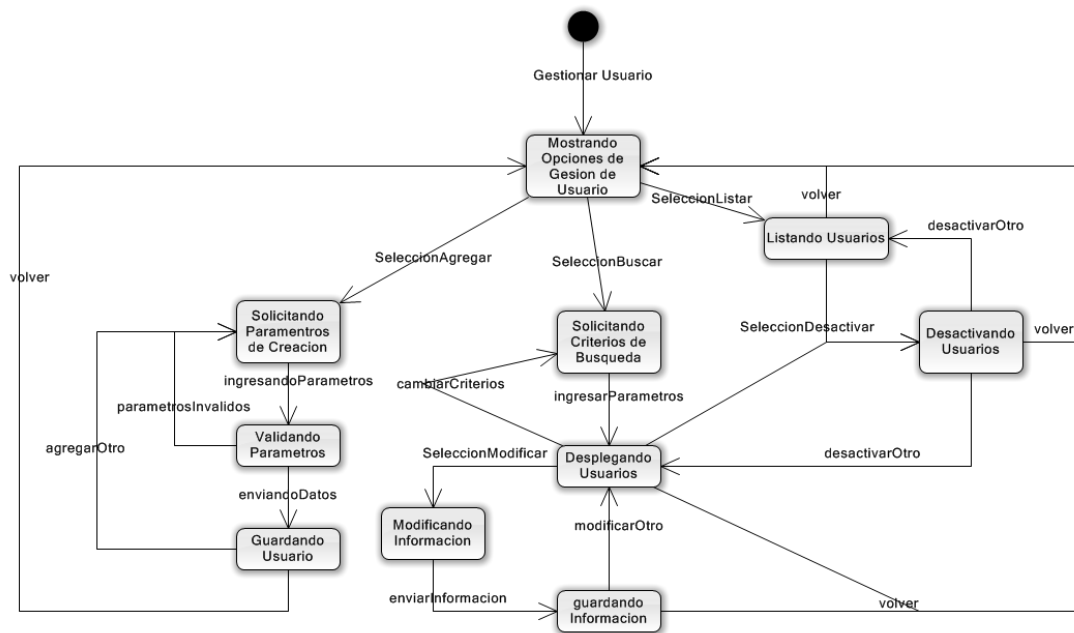 Gestionar Usuario
Mostrando
Opciones de
Gesion de
Usuario
SeleccionListar
volver
Listando Usuarios
desactivarOtro
SeleccionAgregar
SeleccionBuscar
volver
Solicitando
Paramentros
de Creacion
Solicitando
Criterios de
Busqueda
SeleccionDesactivar
Desactivando
Usuarios
volver
ingresandoParametros
cambiarCriterios
ingresarParametros
parametrosInvalidos
Validando
Parametros
agregarOtro
SeleccionModificar
Desplegando
Usuarios
desactivarOtro
enviandoDatos
Modificando
Informacion
modificarOtro
Guardando
Usuario
enviarInformacion
guardando
Informacion
volver